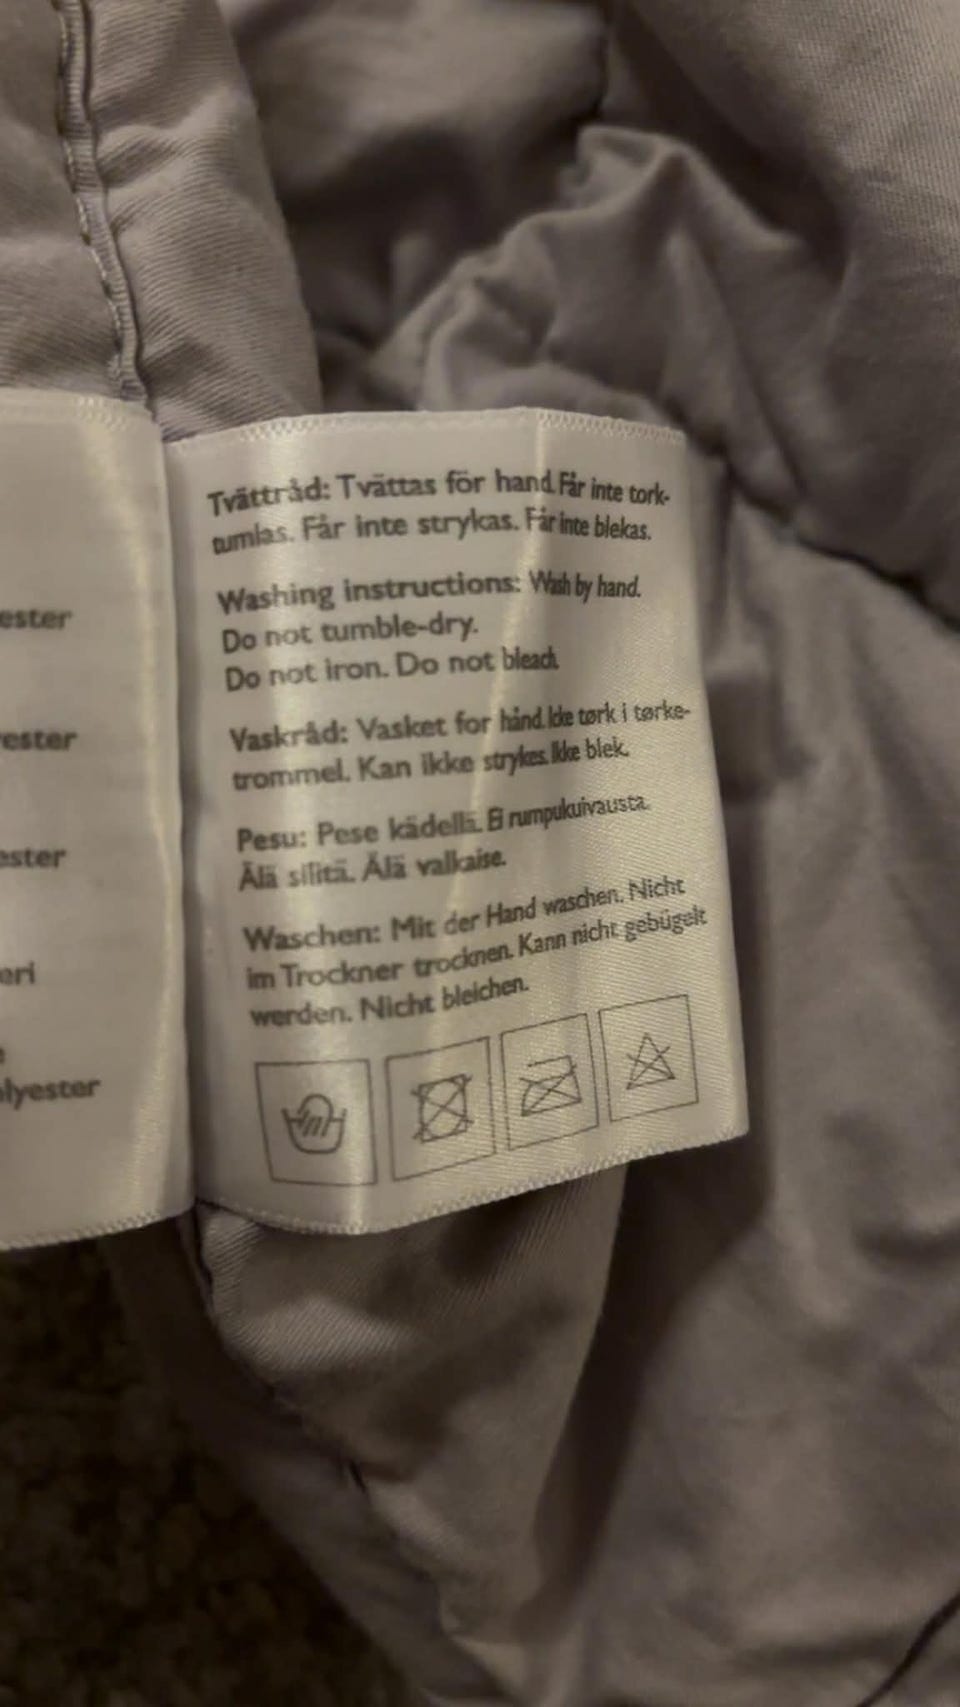 ester
ester
ester
eri
lyester
Tvättråd: Tvättas för hand. Får inte tork-
tumlas. Får inte strykas. Får inte blekas.
Washing instructions: Wash by hand.
Do not tumble-dry.
Do not iron. Do not bleach.
Vaskråd: Vasket for hånd. Ikke tørk i tørke-
trommel. Kan ikke strykes. Ikke blek.
Pesu: Pese kädellä. Ei rumpukuivausta.
Älä silitä. Älä valkaise.
Waschen: Mit der Hand waschen. Nicht
im Trockner trocknen. Kann nicht gebügelt
werden. Nicht bleichen.